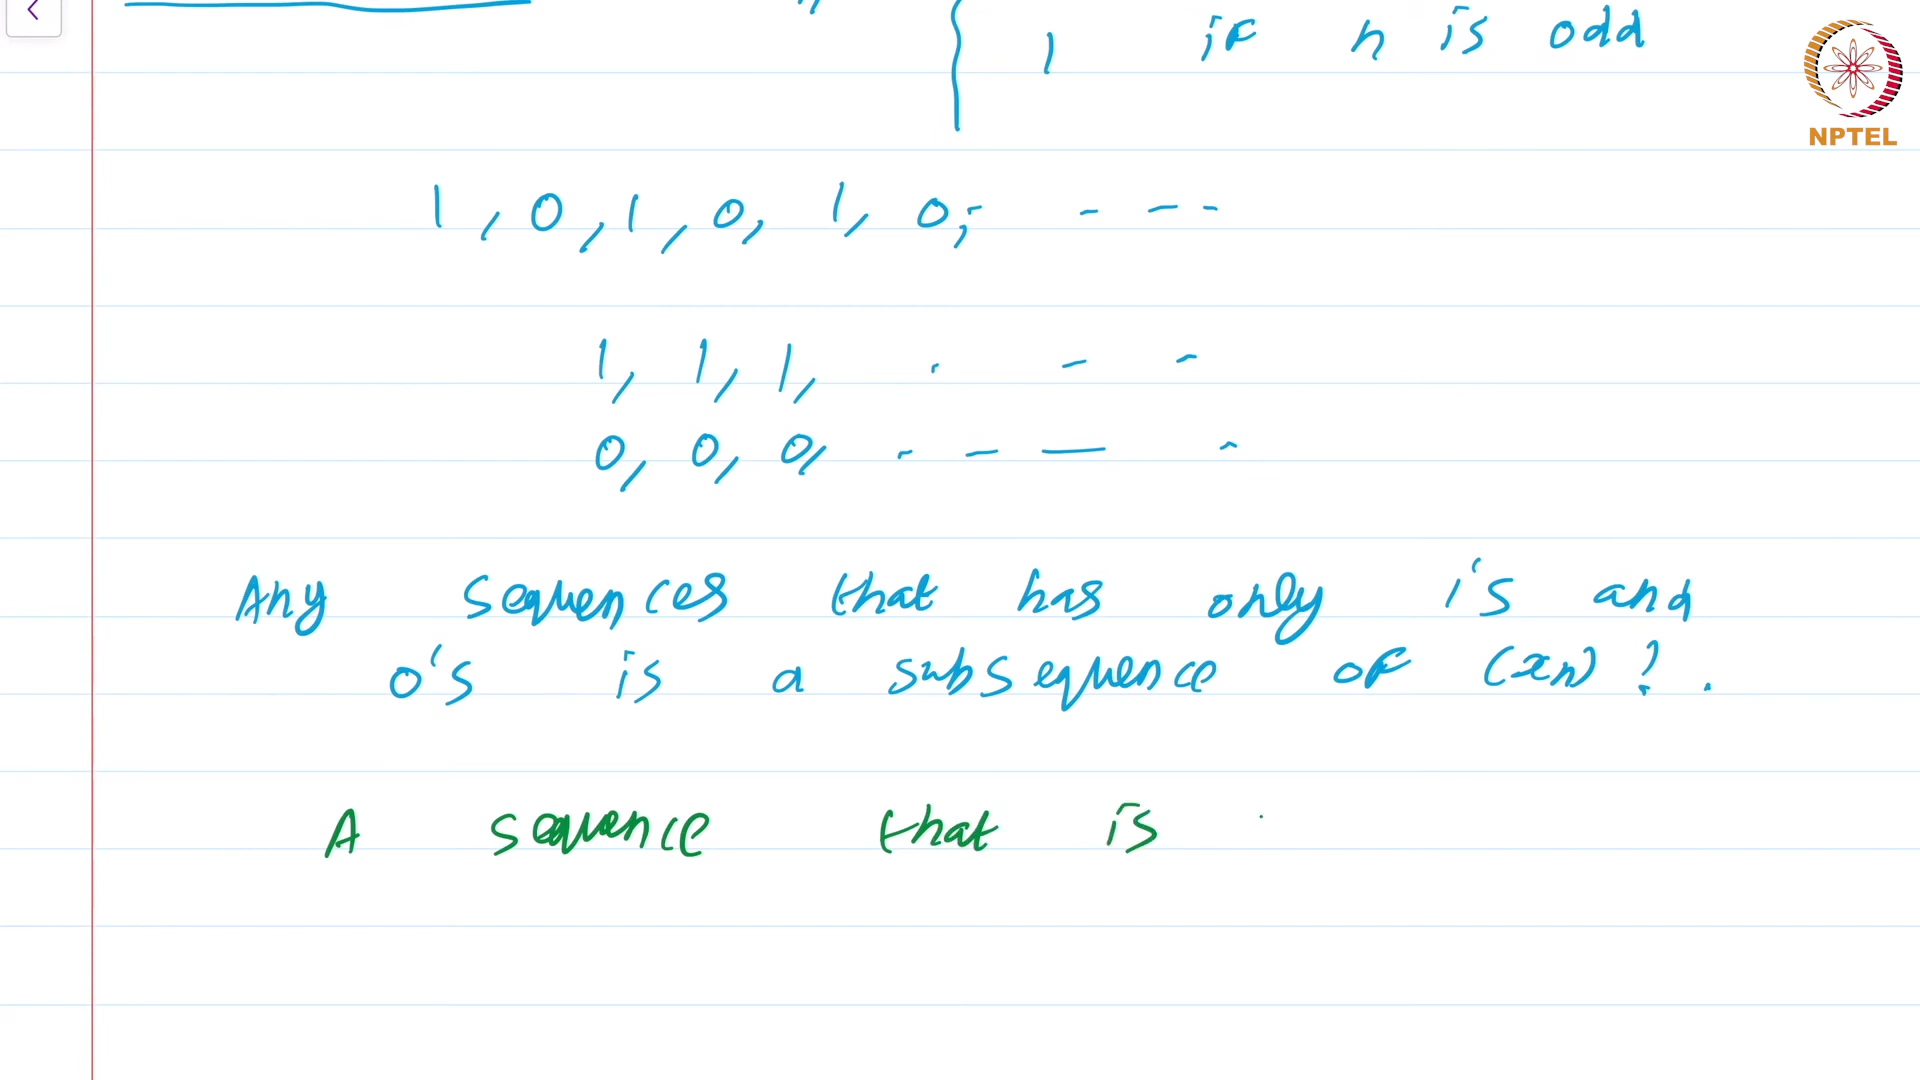 1 if n is odd
NPTEL
1, 0, 1, 0, 1, 0, - - - -
1, 1, 1, . - -
0, 0, 0, - - — -
Any sequences that has only 1's and
0's is a subsequence of (xn)?.
A sequence that is